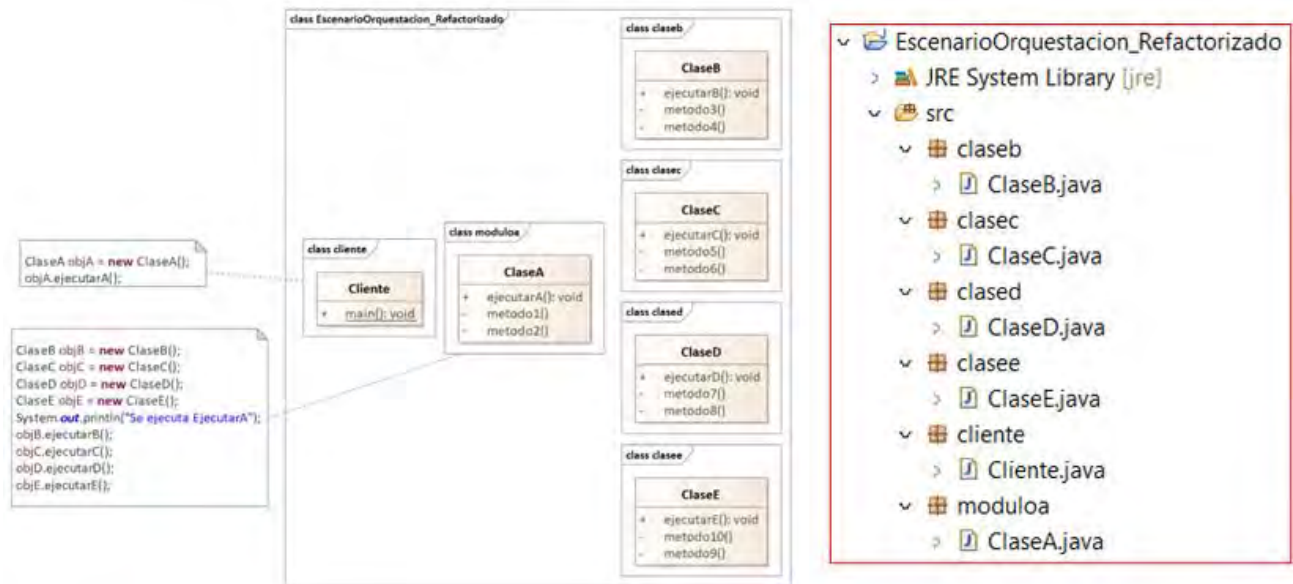 class EscenarioOrquestacion_Refactorizado
class claseb
ClaseB
+ ejecutarB(): void
- metodo3()
- metodo4()
class clasec
ClaseC
+ ejecutarC(): void
- metodo5()
- metodo6()
ClaseA objA = new ClaseA();
objA.ejecutarA();
class cliente
Cliente
+ main(): void
class moduloa
ClaseA
+ ejecutarA(): void
- metodo1()
- metodo2()
class clased
ClaseD
+ ejecutarD(): void
- metodo7()
- metodo8()
ClaseB objB = new ClaseB();
ClaseC objC = new ClaseC();
ClaseD objD = new ClaseD();
ClaseE objE = new ClaseE();
System.out.println("Se ejecuta EjecutarA");
objB.ejecutarB();
objC.ejecutarC();
objD.ejecutarD();
objE.ejecutarE();
class clasee
ClaseE
+ ejecutarE(): void
- metodo10()
- metodo9()
EscenarioOrquestacion_Refactorizado
JRE System Library [jre]
src
claseb
ClaseB.java
clasec
ClaseC.java
clased
ClaseD.java
clasee
ClaseE.java
cliente
Cliente.java
moduloa
ClaseA.java